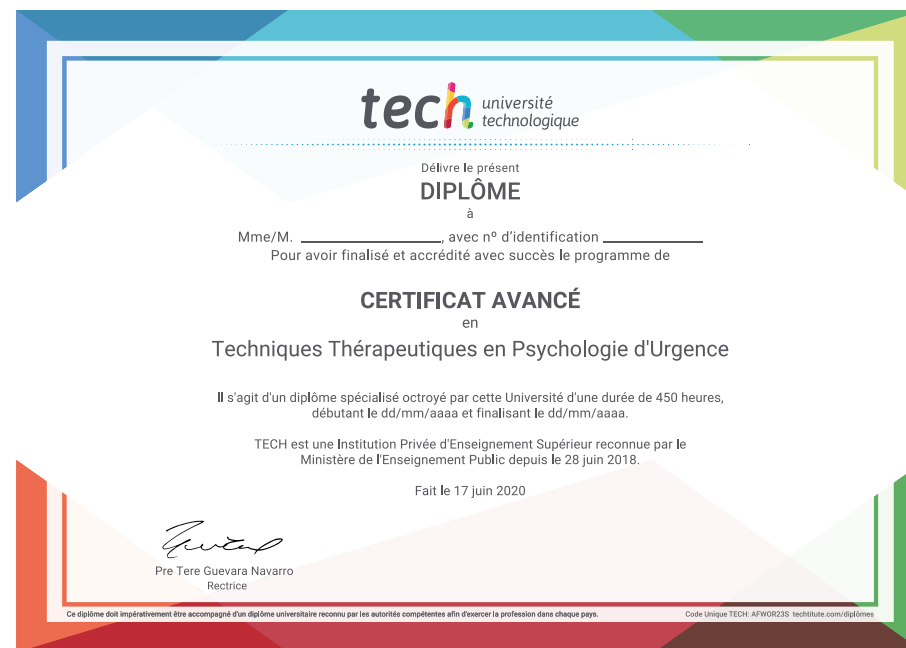 tech université
technologique
Délivre le présent
DIPLÔME
à
Mme/M. ____________________, avec nº d'identification ______________
Pour avoir finalisé et accrédité avec succès le programme de
CERTIFICAT AVANCÉ
en
Techniques Thérapeutiques en Psychologie d'Urgence
Il s'agit d'un diplôme spécialisé octroyé par cette Université d'une durée de 450 heures,
débutant le dd/mm/aaaa et finalisant le dd/mm/aaaa.
TECH est une Institution Privée d'Enseignement Supérieur reconnue par le
Ministère de l'Enseignement Public depuis le 28 juin 2018.
Fait le 17 juin 2020
Pre Tere Guevara Navarro
Rectrice
Ce diplôme doit impérativement être accompagné d'un diplôme universitaire reconnu par les autorités compétentes afin d'exercer la profession dans chaque pays.
Code Unique TECH: AFWOR23S techtitute.com/diplômes